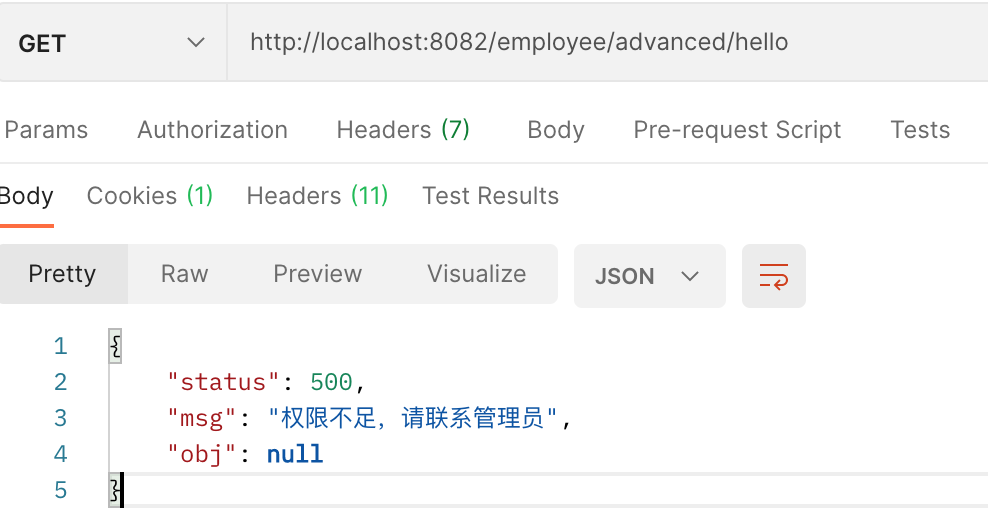 GET http://localhost:8082/employee/advanced/hello
Params Authorization Headers (7) Body Pre-request Script Tests
Body Cookies (1) Headers (11) Test Results
Pretty Raw Preview Visualize JSON
1 {
2 "status": 500,
3 "msg": "权限不足，请联系管理员",
4 "obj": null
5 }